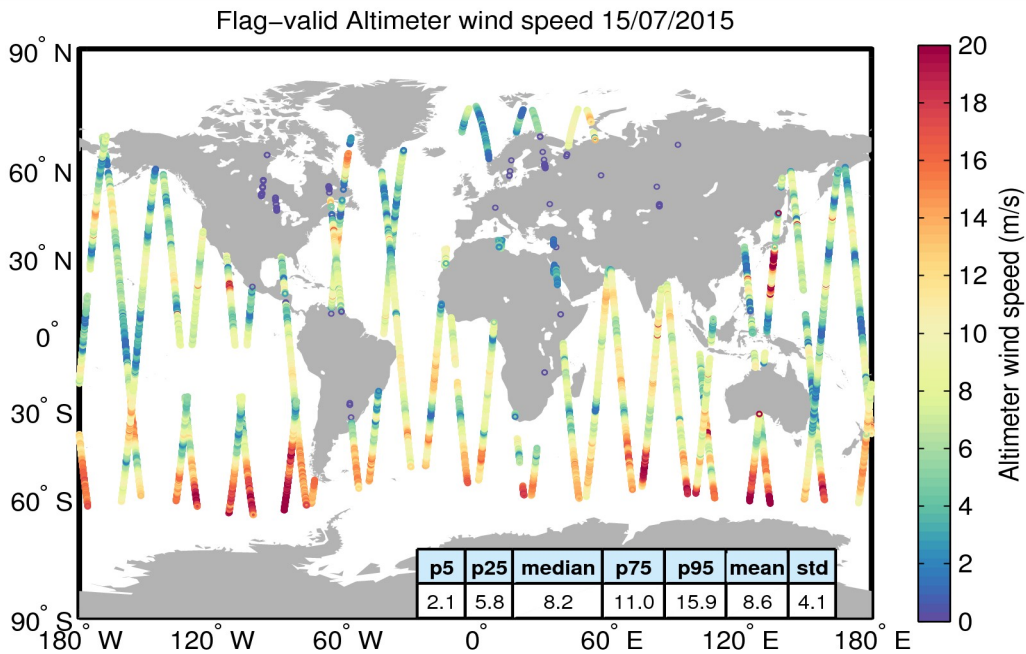 Flag−valid Altimeter wind speed 15/07/2015
90° N
60° N
30° N
0°
30° S
60° S
90° S
180° W
120° W
60° W
0°
60° E
120° E
180° E
p5 p25 median p75 p95 mean std
2.1 5.8 8.2 11.0 15.9 8.6 4.1
20
18
16
14
12
10
8
6
4
2
0
Altimeter wind speed (m/s)